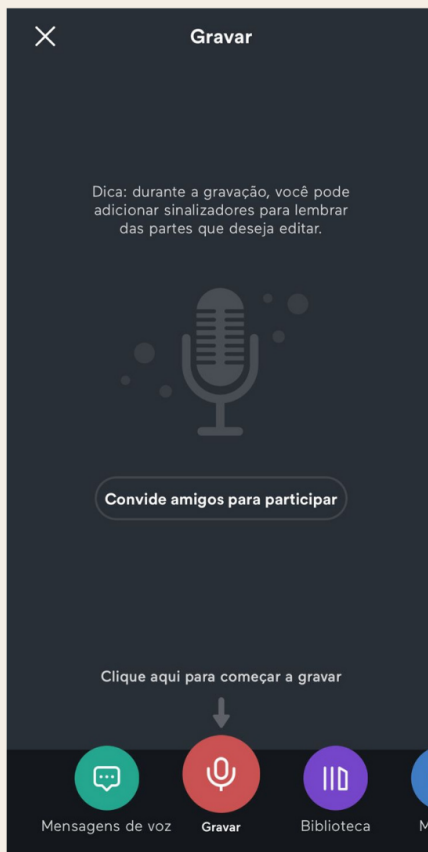 Gravar
Dica: durante a gravação, você pode
adicionar sinalizadores para lembrar
das partes que deseja editar.
Convide amigos para participar
Clique aqui para começar a gravar
Mensagens de voz
Gravar
Biblioteca
M